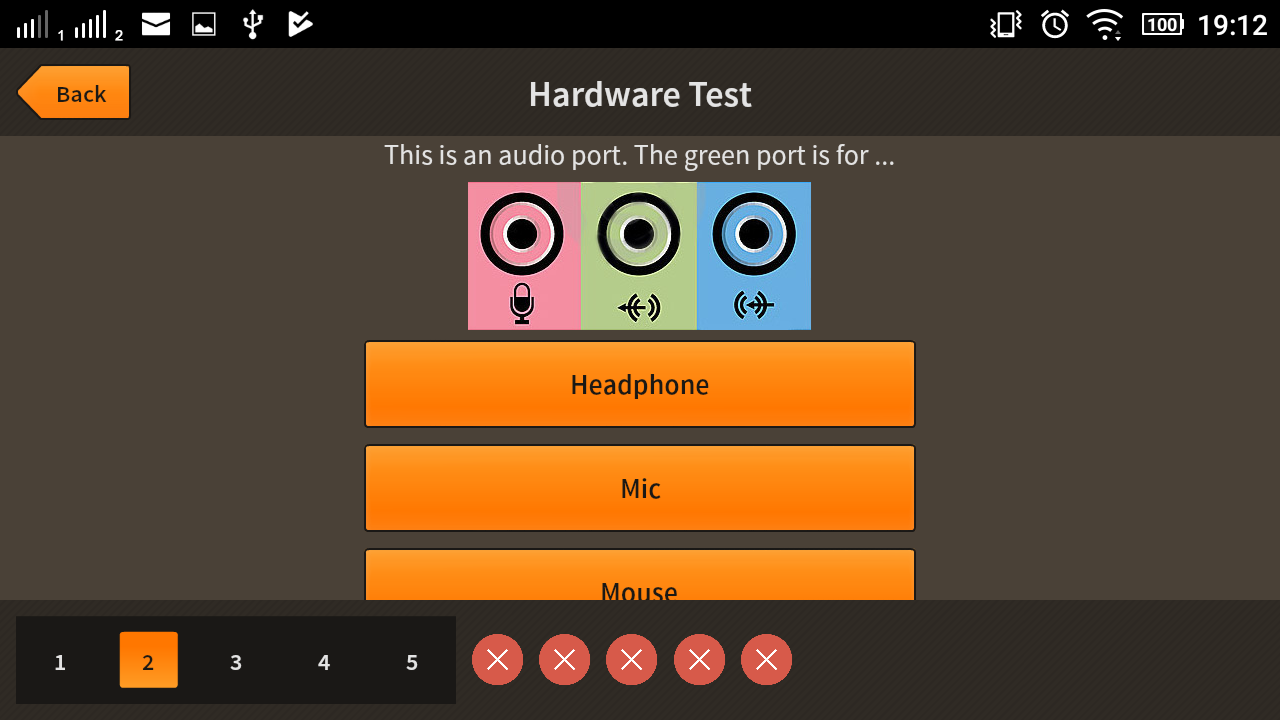 1 2 100 19:12
Back Hardware Test
This is an audio port. The green port is for ...
Headphone
Mic
Mouse
1 2 3 4 5